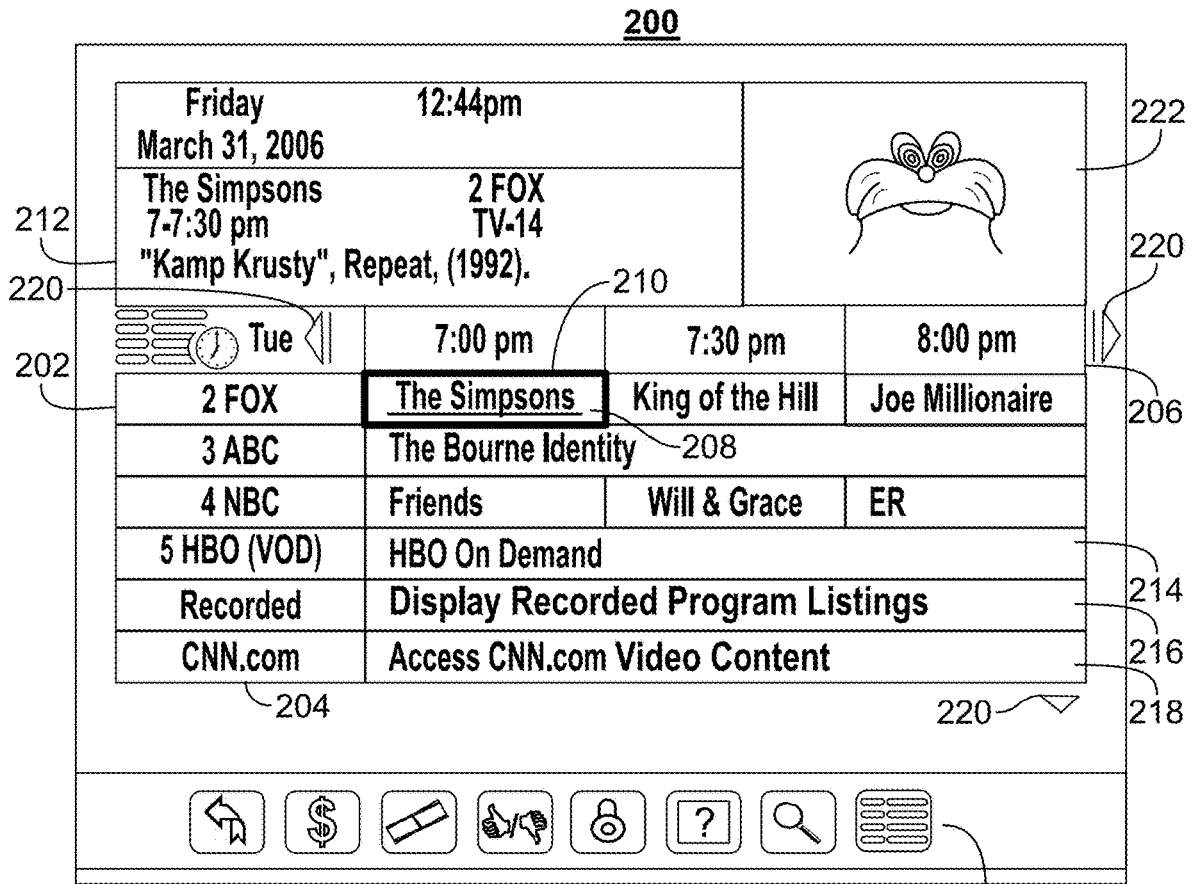 200
Friday 12:44pm
March 31, 2006
222
The Simpsons 2 FOX
7-7:30 pm TV-14
212
"Kamp Krusty", Repeat, (1992).
220
220
210
Tue 7:00 pm 7:30 pm 8:00 pm
202
2 FOX The Simpsons King of the Hill Joe Millionaire
206
3 ABC The Bourne Identity
208
4 NBC Friends Will & Grace ER
5 HBO (VOD) HBO On Demand
214
Recorded Display Recorded Program Listings
216
CNN.com Access CNN.com Video Content
204
220
218
$ / ?